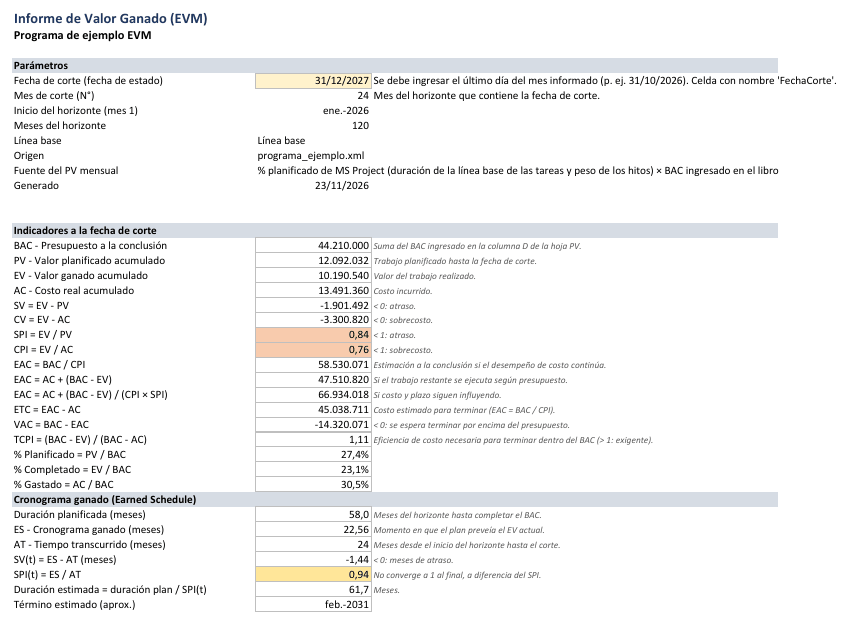 Informe de Valor Ganado (EVM)
Programa de ejemplo EVM
Parámetros
Fecha de corte (fecha de estado) 31/12/2027 Se debe ingresar el último día del mes informado (p. ej. 31/10/2026). Celda con nombre 'FechaCorte'.
Mes de corte (N°) 24 Mes del horizonte que contiene la fecha de corte.
Inicio del horizonte (mes 1) ene.-2026
Meses del horizonte 120
Línea base Línea base
Origen programa_ejemplo.xml
Fuente del PV mensual % planificado de MS Project (duración de la línea base de las tareas y peso de los hitos) × BAC ingresado en el libro
Generado 23/11/2026
Indicadores a la fecha de corte
BAC - Presupuesto a la conclusión 44.210.000 Suma del BAC ingresado en la columna D de la hoja PV.
PV - Valor planificado acumulado 12.092.032 Trabajo planificado hasta la fecha de corte.
EV - Valor ganado acumulado 10.190.540 Valor del trabajo realizado.
AC - Costo real acumulado 13.491.360 Costo incurrido.
SV = EV - PV -1.901.492 < 0: atraso.
CV = EV - AC -3.300.820 < 0: sobrecosto.
SPI = EV / PV 0,84 < 1: atraso.
CPI = EV / AC 0,76 < 1: sobrecosto.
EAC = BAC / CPI 58.530.071 Estimación a la conclusión si el desempeño de costo continúa.
EAC = AC + (BAC - EV) 47.510.820 Si el trabajo restante se ejecuta según presupuesto.
EAC = AC + (BAC - EV) / (CPI × SPI) 66.934.018 Si costo y plazo siguen influyendo.
ETC = EAC - AC 45.038.711 Costo estimado para terminar (EAC = BAC / CPI).
VAC = BAC - EAC -14.320.071 < 0: se espera terminar por encima del presupuesto.
TCPI = (BAC - EV) / (BAC - AC) 1,11 Eficiencia de costo necesaria para terminar dentro del BAC (> 1: exigente).
% Planificado = PV / BAC 27,4%
% Completado = EV / BAC 23,1%
% Gastado = AC / BAC 30,5%
Cronograma ganado (Earned Schedule)
Duración planificada (meses) 58,0 Meses del horizonte hasta completar el BAC.
ES - Cronograma ganado (meses) 22,56 Momento en que el plan preveía el EV actual.
AT - Tiempo transcurrido (meses) 24 Meses desde el inicio del horizonte hasta el corte.
SV(t) = ES - AT (meses) -1,44 < 0: meses de atraso.
SPI(t) = ES / AT 0,94 No converge a 1 al final, a diferencia del SPI.
Duración estimada = duración plan / SPI(t) 61,7 Meses.
Término estimado (aprox.) feb.-2031